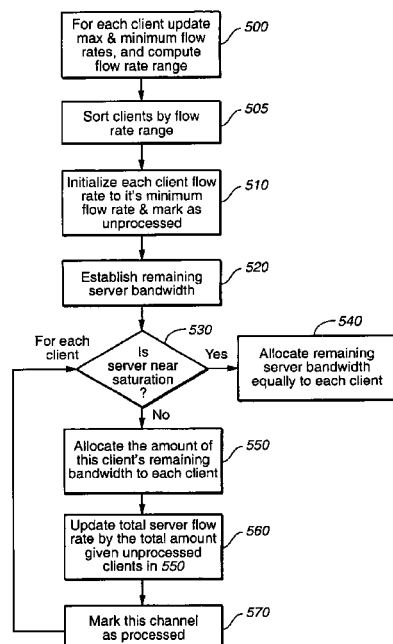 For each client update
max & minimum flow
rates, and compute
flow rate range
500
Sort clients by flow
rate range
505
Initialize each client flow
rate to it's minimum
flow rate & mark as
unprocessed
510
Establish remaining
server bandwidth
520
For each
client
Is
server near
saturation
?
530
Yes
540
Allocate remaining
server bandwidth
equally to each client
No
Allocate the amount of
this client's remaining
bandwidth to each client
550
Update total server flow
rate by the total amount
given unprocessed
clients in 550
560
Mark this channel
as processed
570